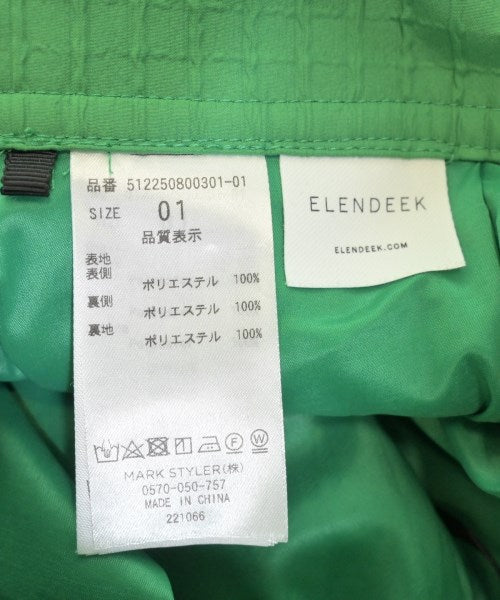 品番 512250800301-01
SIZE 01
品質表示
表地
表側 ポリエステル 100%
裏側 ポリエステル 100%
裏地 ポリエステル 100%
MARK STYLER(株)
0570-050-757
MADE IN CHINA
221066
ELENDEEK
ELENDEEK.COM